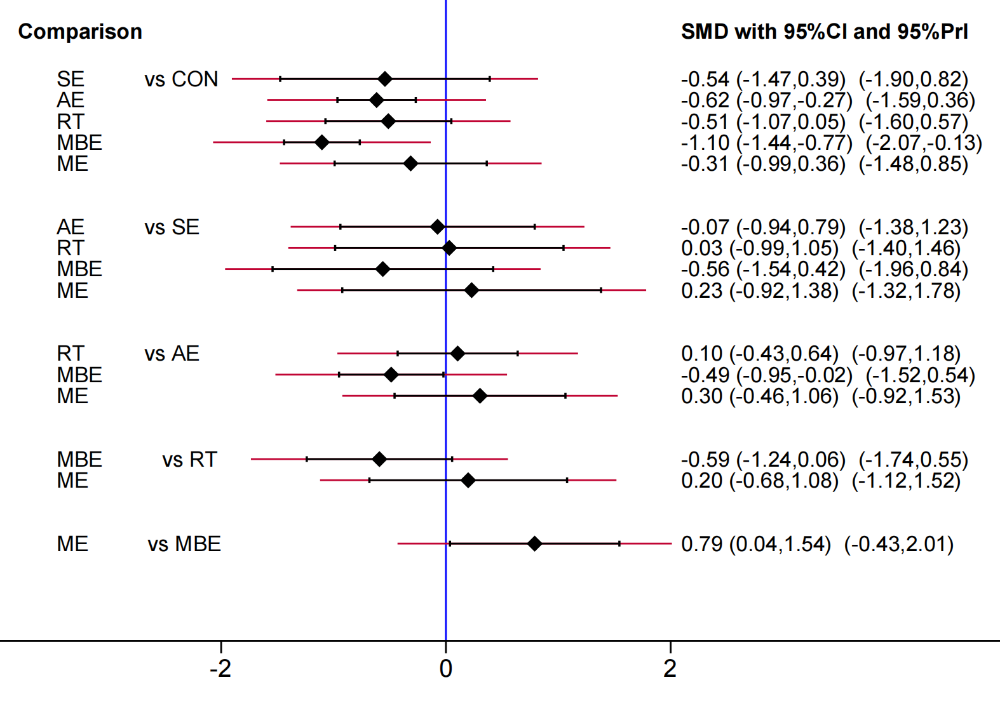 Comparison SMD with 95%CI and 95%PrI
SE vs CON -0.54 (-1.47,0.39) (-1.90,0.82)
AE -0.62 (-0.97,-0.27) (-1.59,0.36)
RT -0.51 (-1.07,0.05) (-1.60,0.57)
MBE -1.10 (-1.44,-0.77) (-2.07,-0.13)
ME -0.31 (-0.99,0.36) (-1.48,0.85)
AE vs SE -0.07 (-0.94,0.79) (-1.38,1.23)
RT 0.03 (-0.99,1.05) (-1.40,1.46)
MBE -0.56 (-1.54,0.42) (-1.96,0.84)
ME 0.23 (-0.92,1.38) (-1.32,1.78)
RT vs AE 0.10 (-0.43,0.64) (-0.97,1.18)
MBE -0.49 (-0.95,-0.02) (-1.52,0.54)
ME 0.30 (-0.46,1.06) (-0.92,1.53)
MBE vs RT -0.59 (-1.24,0.06) (-1.74,0.55)
ME 0.20 (-0.68,1.08) (-1.12,1.52)
ME vs MBE 0.79 (0.04,1.54) (-0.43,2.01)
-2 0 2